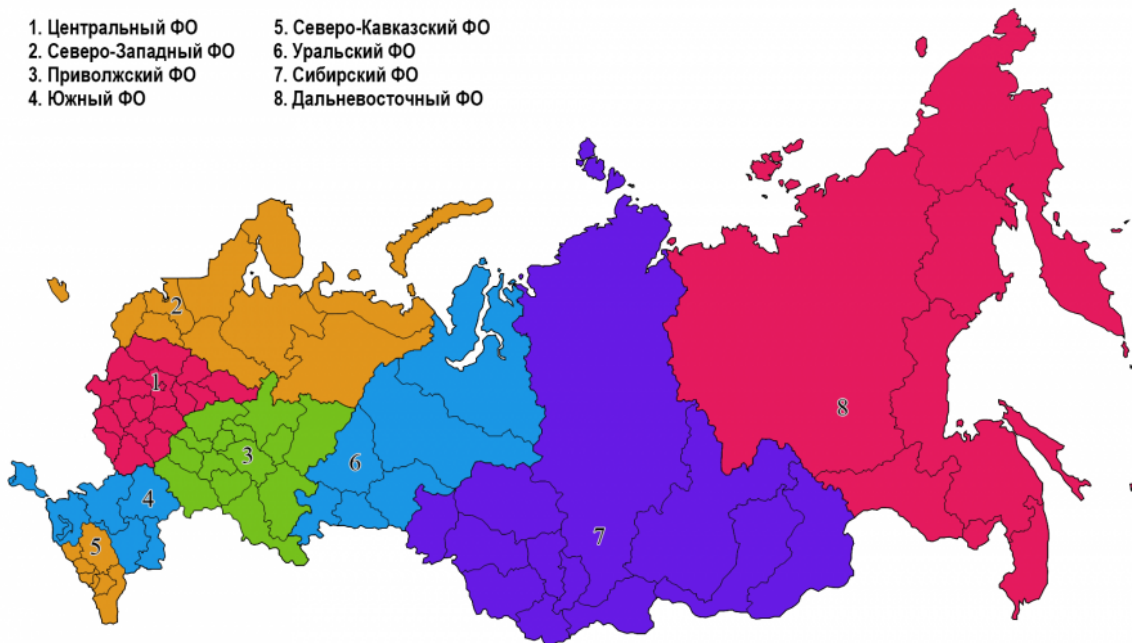 1. Центральный ФО
2. Северо-Западный ФО
3. Приволжский ФО
4. Южный ФО
5. Северо-Кавказский ФО
6. Уральский ФО
7. Сибирский ФО
8. Дальневосточный ФО
2
1
3
4
5
6
7
8